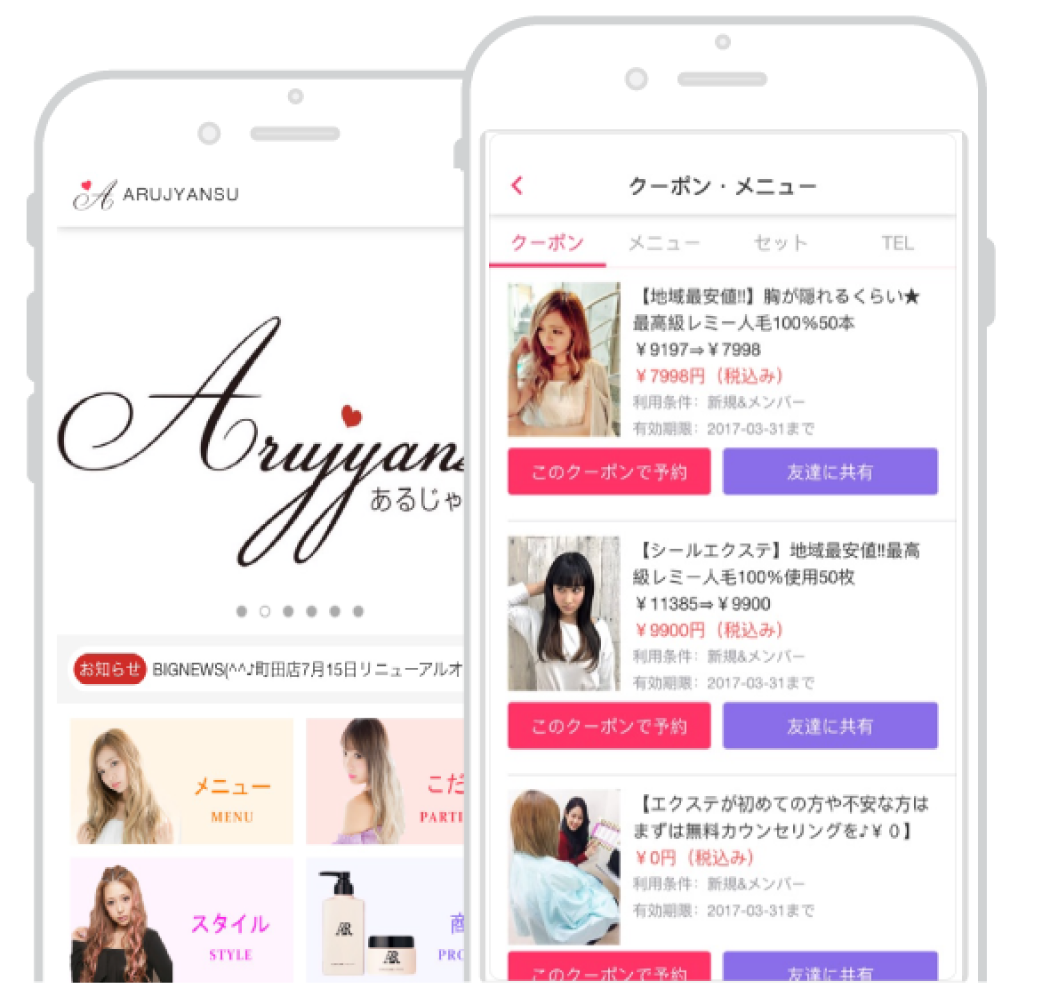 ARUJYANSU
Arujyans
あるじゃ
お知らせ BIGNEWS(^^♪町田店7月15日リニューアルオ
メニュー
MENU
こだ
PARTI
スタイル
STYLE
商
PRO
AR
AR
クーポン・メニュー
クーポン メニュー セット TEL
【地域最安値!!】胸が隠れるくらい★
最高級レミー人毛100%50本
￥9197⇒￥7998
￥7998円（税込み）
利用条件：新規&メンバー
有効期限：2017-03-31まで
このクーポンで予約 友達に共有
【シールエクステ】地域最安値!!最高
級レミー人毛100%使用50枚
￥11385⇒￥9900
￥9900円（税込み）
利用条件：新規&メンバー
有効期限：2017-03-31まで
このクーポンで予約 友達に共有
【エクステが初めての方や不安な方は
まずは無料カウンセリングを♪￥０】
￥0円（税込み）
利用条件：新規&メンバー
有効期限：2017-03-31まで
このクーポンで予約 友達に共有